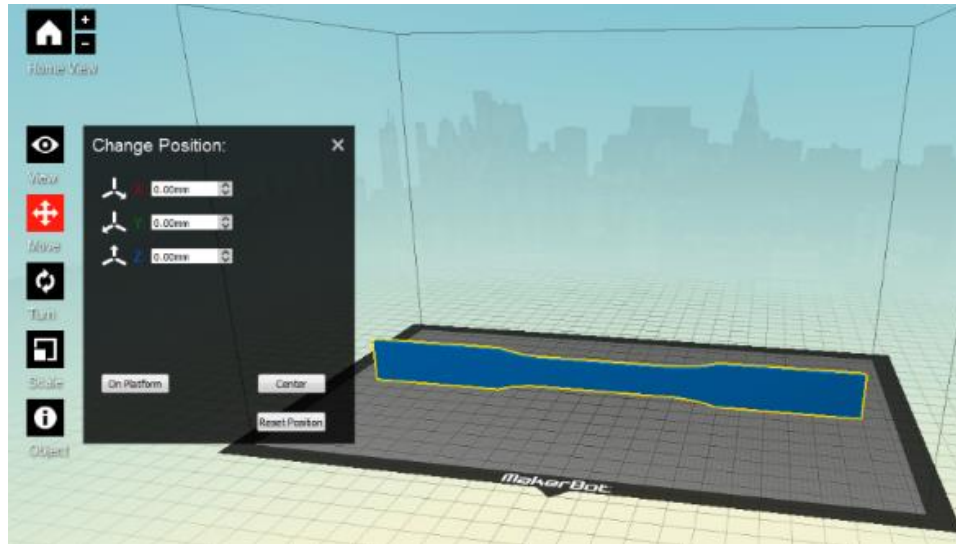 +
-
Home View
View
Move
Turn
Scale
Object
Change Position:
X 0.00mm
Y 0.00mm
Z 0.00mm
On Platform
Center
Reset Position
MakerBot